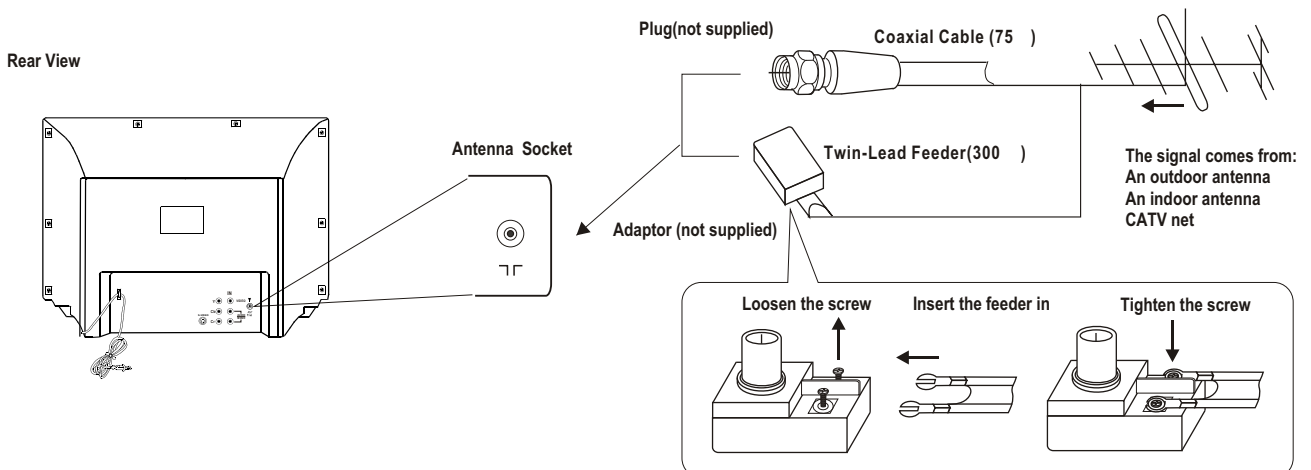 Rear View
Plug(not supplied)
Coaxial Cable (75 )
Antenna Socket
Twin-Lead Feeder(300 )
Adaptor (not supplied)
The signal comes from:
An outdoor antenna
An indoor antenna
CATV net
Loosen the screw
Insert the feeder in
Tighten the screw
IN